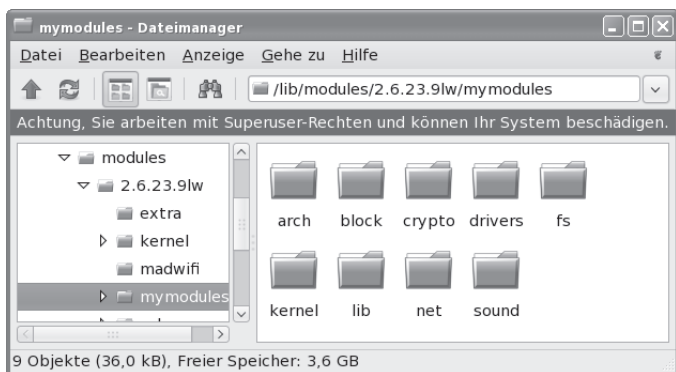 mymodules - Dateimanager
Datei Bearbeiten Anzeige Gehe zu Hilfe
/lib/modules/2.6.23.9lw/mymodules
Achtung, Sie arbeiten mit Superuser-Rechten und können Ihr System beschädigen.
modules
2.6.23.9lw
extra
kernel
madwifi
mymodules
arch block crypto drivers fs
kernel lib net sound
9 Objekte (36,0 kB), Freier Speicher: 3,6 GB